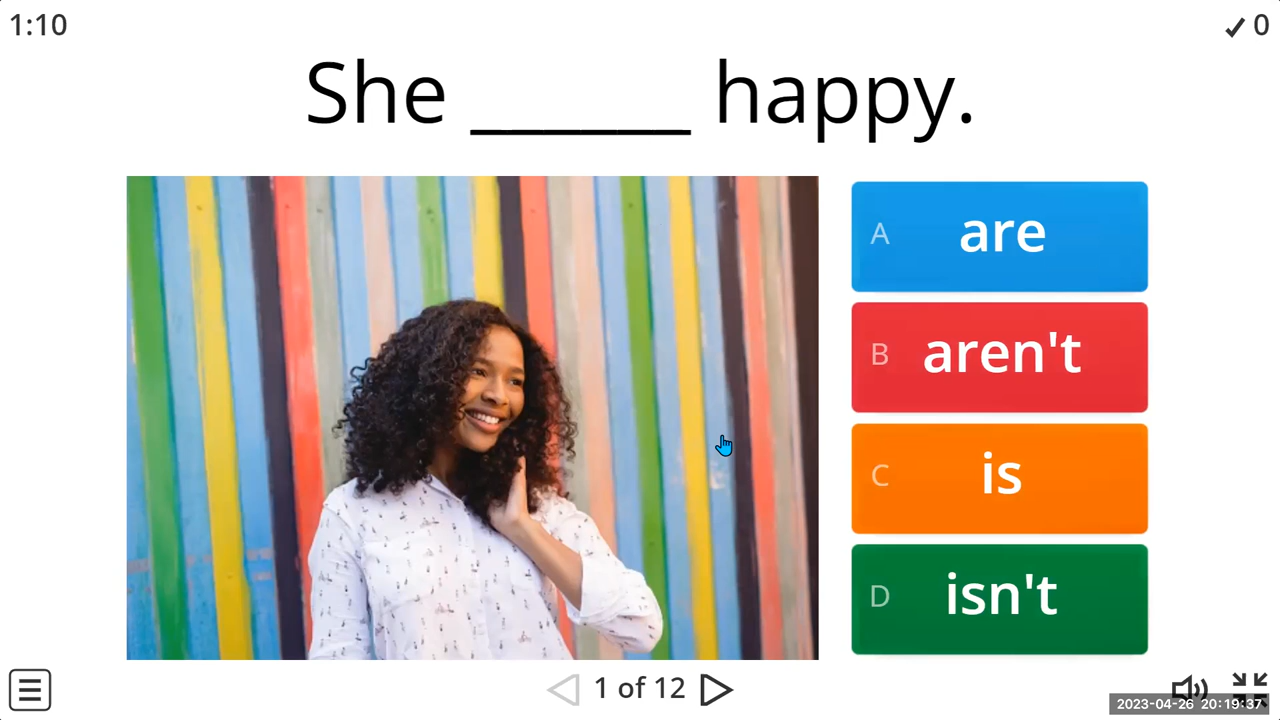 1:10
✓ 0
She ______ happy.
A are
B aren't
C is
D isn't
1 of 12
2023-04-26 20:19:37